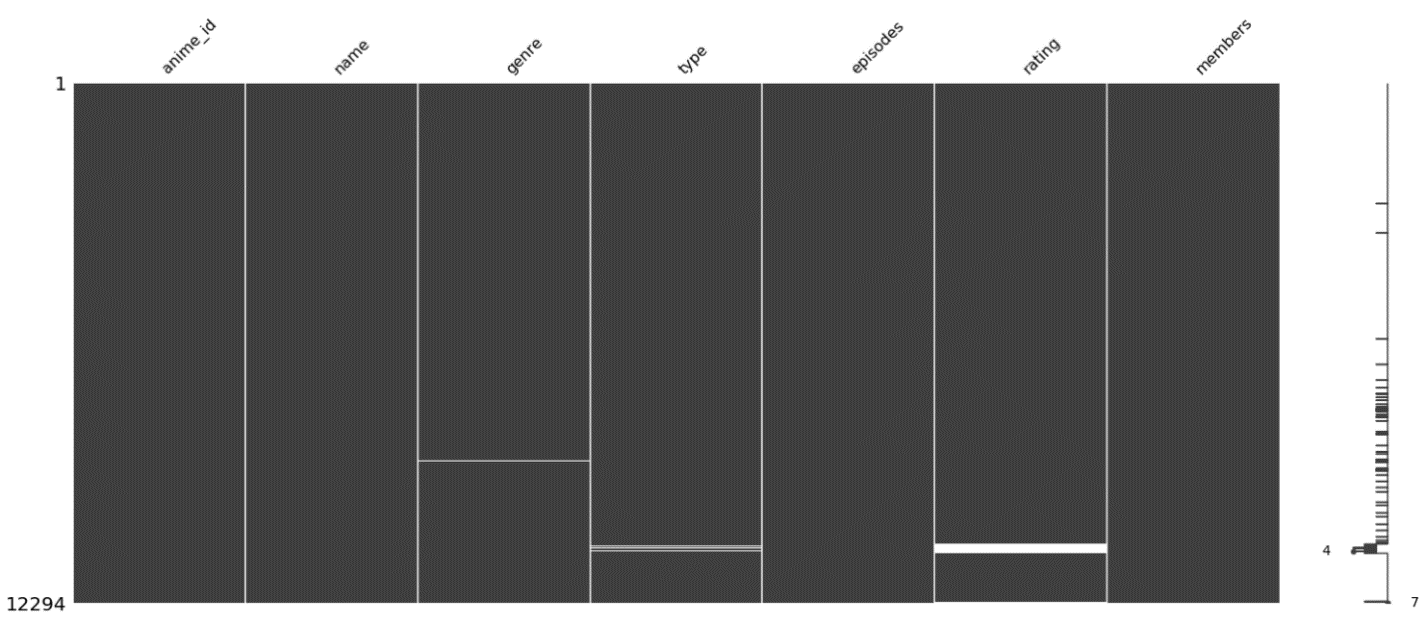 anime_id
name
genre
type
episodes
rating
members
1
4
12294
7